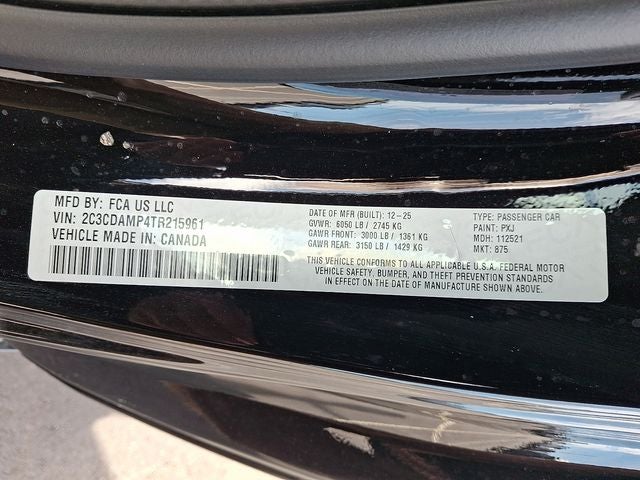 MFD BY: FCA US LLC
VIN: 2C3CDAMP4TR215961
VEHICLE MADE IN: CANADA
DATE OF MFR (BUILT): 12-25
GVWR: 6050 LB / 2745 KG
GAWR FRONT: 3000 LB / 1361 KG
GAWR REAR: 3150 LB / 1429 KG
TYPE: PASSENGER CAR
PAINT: PXJ
MDH: 112521
MKT: 875
THIS VEHICLE CONFORMS TO ALL APPLICABLE U.S.A. FEDERAL MOTOR
VEHICLE SAFETY, BUMPER, AND THEFT PREVENTION STANDARDS
IN EFFECT ON THE DATE OF MANUFACTURE SHOWN ABOVE.